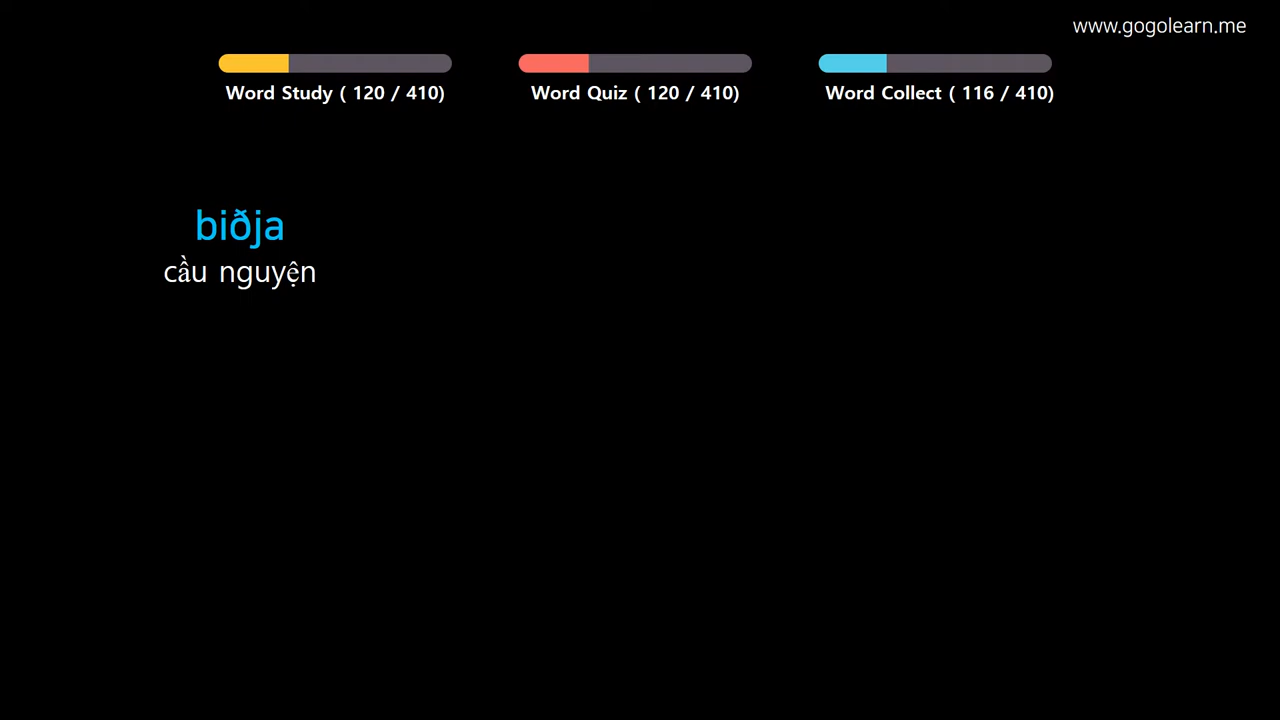 www.gogolearn.me
Word Study ( 120 / 410)
Word Quiz ( 120 / 410)
Word Collect ( 116 / 410)
biðja
cầu nguyện